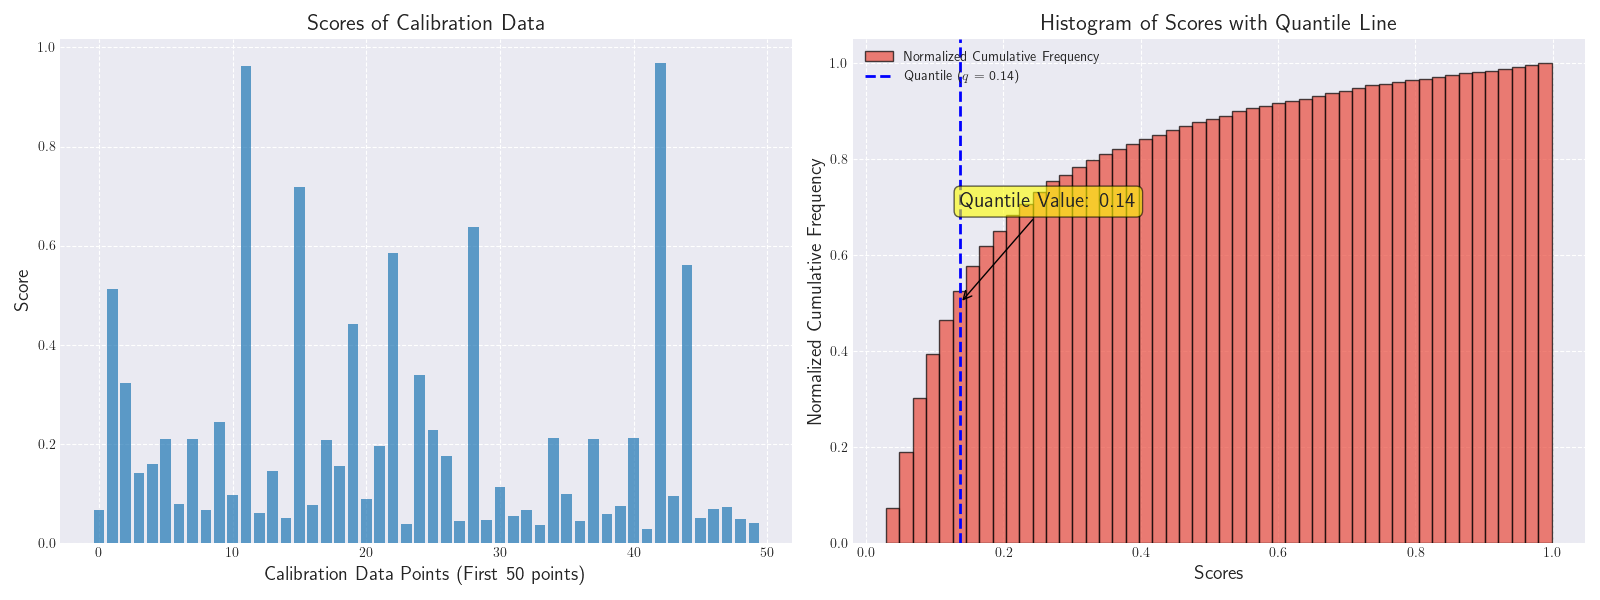 Scores of Calibration Data
Score
1.0
0.8
0.6
0.4
0.2
0.0
0 10 20 30 40 50
Calibration Data Points (First 50 points)
Histogram of Scores with Quantile Line
Normalized Cumulative Frequency
Quantile (q = 0.14)
Quantile Value: 0.14
Normalized Cumulative Frequency
1.0
0.8
0.6
0.4
0.2
0.0
0.0 0.2 0.4 0.6 0.8 1.0
Scores